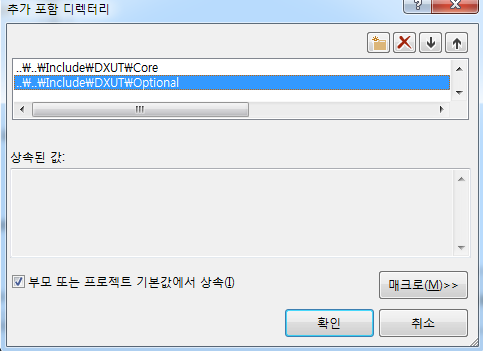 추가 포함 디렉터리
..₩..₩Include₩DXUT₩Core
..₩..₩Include₩DXUT₩Optional
상속된 값:
부모 또는 프로젝트 기본값에서 상속(I)
매크로(M)>>
확인
취소